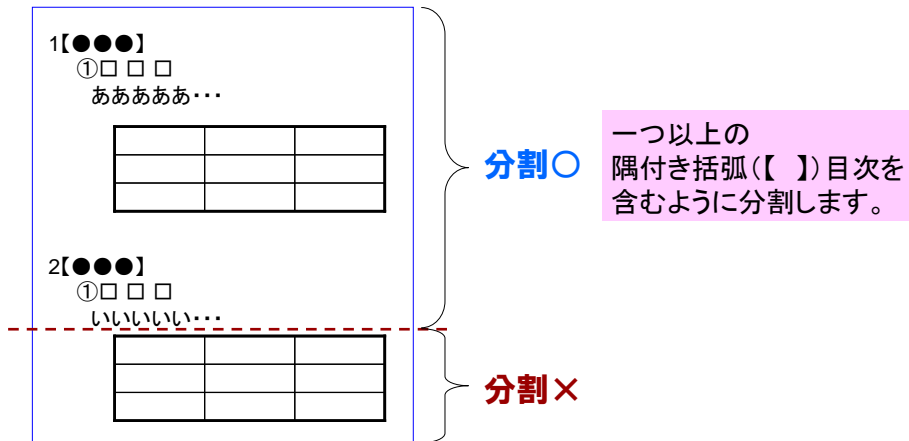 1【●●●】
①□ □ □
あああああ･･･
2【●●●】
①□ □ □
いいいいい･･･
分割○
分割×
一つ以上の
隅付き括弧(【 】)目次を
含むように分割します。